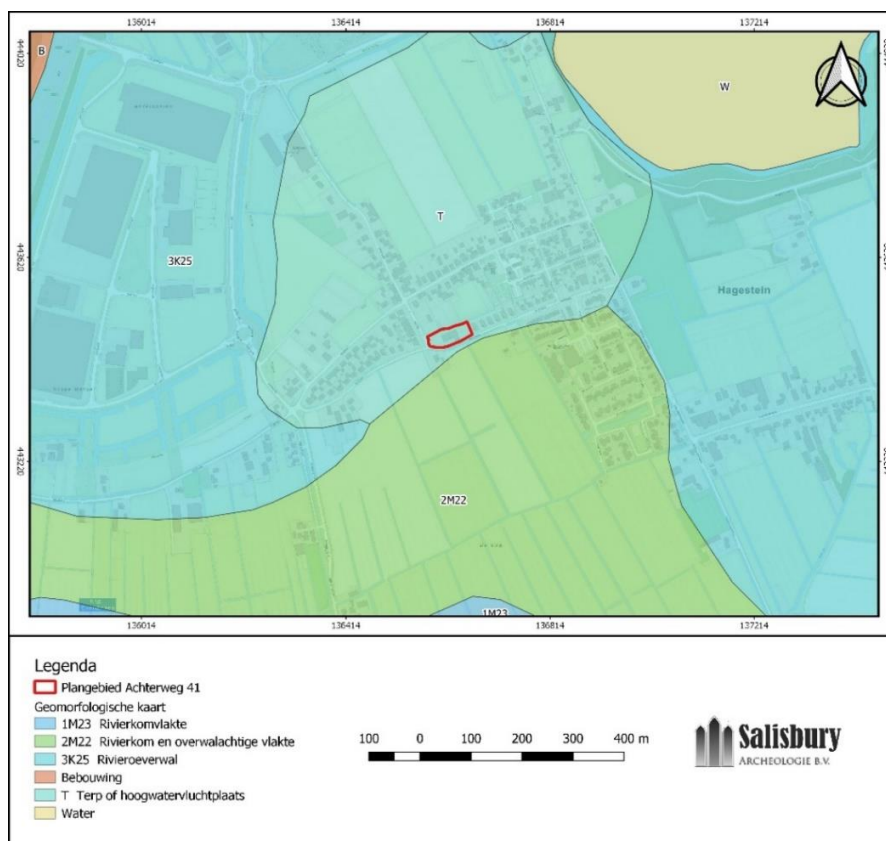 136014 136414 136814 137214
444020
B
W
T
3K25
443620
Hagestein
443220
2M22
1M23
136014 136414 136814 137214
Legenda
Plangebied Achterweg 41
Geomorfologische kaart
1M23 Rivierkomvlakte
2M22 Rivierkom en overwalachtige vlakte
3K25 Rivieroeverwal
Bebouwing
T Terp of hoogwatervluchtplaats
Water
100 0 100 200 300 400 m
Salisbury
ARCHEOLOGIE B.V.